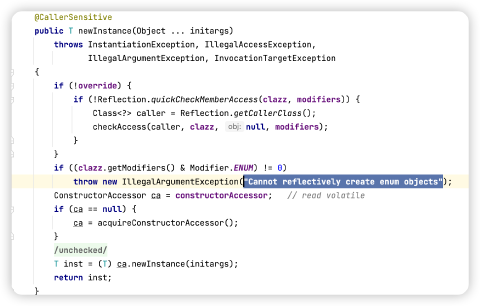 @CallerSensitive
public T newInstance(Object ... initargs)
throws InstantiationException, IllegalAccessException,
IllegalArgumentException, InvocationTargetException
{
if (!override) {
if (!Reflection.quickCheckMemberAccess(clazz, modifiers)) {
Class<?> caller = Reflection.getCallerClass();
checkAccess(caller, clazz, obj: null, modifiers);
}
}
if ((clazz.getModifiers() & Modifier.ENUM) != 0)
throw new IllegalArgumentException("Cannot reflectively create enum objects");
ConstructorAccessor ca = constructorAccessor;   // read volatile
if (ca == null) {
ca = acquireConstructorAccessor();
}
/unchecked/
T inst = (T) ca.newInstance(initargs);
return inst;
}